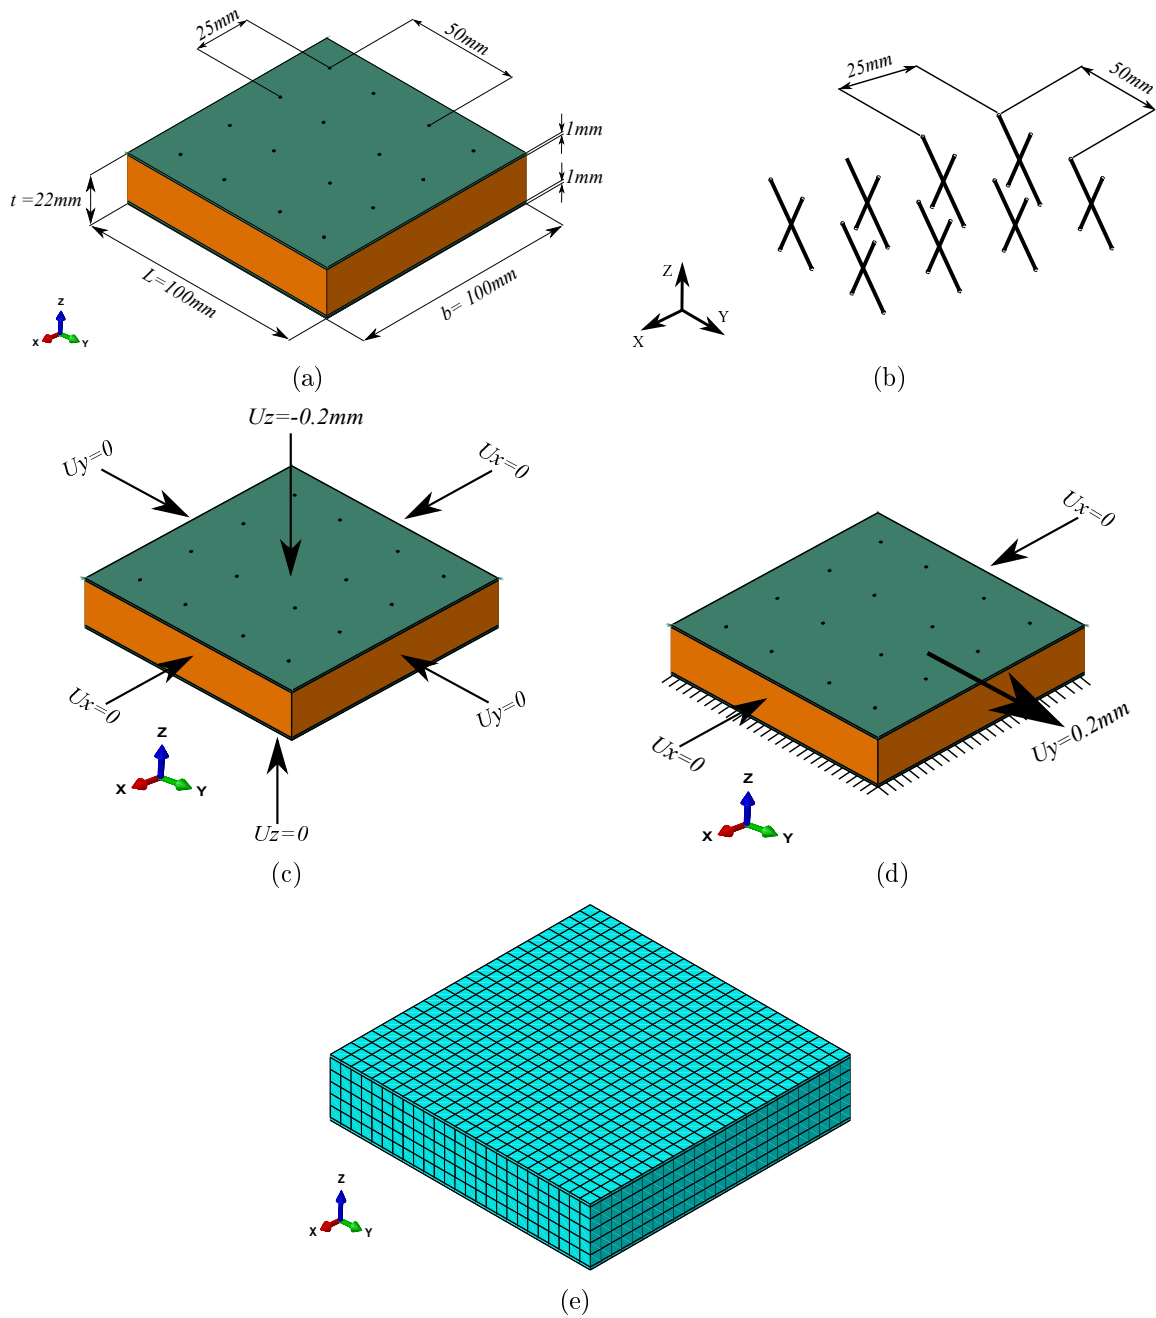 25mm
50mm
1mm
1mm
t =22mm
L=100mm
b= 100mm
Z
X
Y
(a)
25mm
50mm
Z
Y
X
(b)
Uz=-0.2mm
Uy=0
Ux=0
Ux=0
Uy=0
Z
X
Y
Uz=0
(c)
Ux=0
Ux=0
Uy=0.2mm
Z
X
Y
(d)
Z
X
Y
(e)